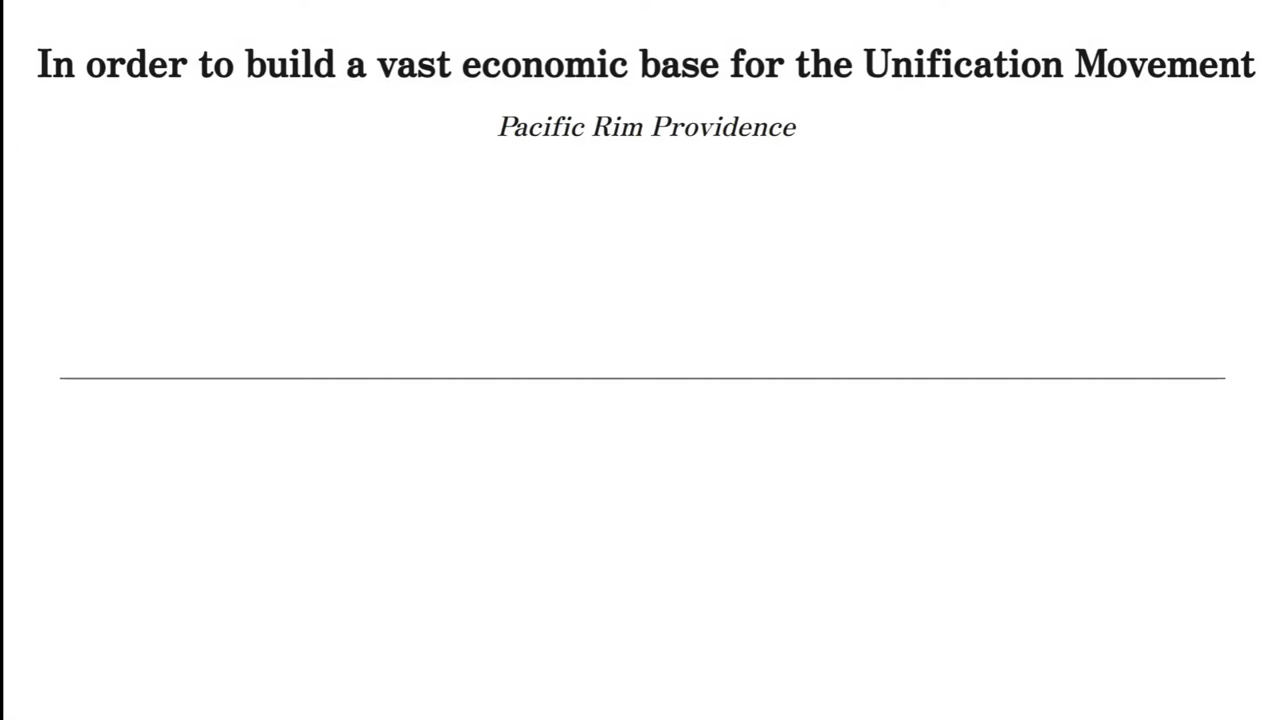 In order to build a vast economic base for the Unification Movement
Pacific Rim Providence